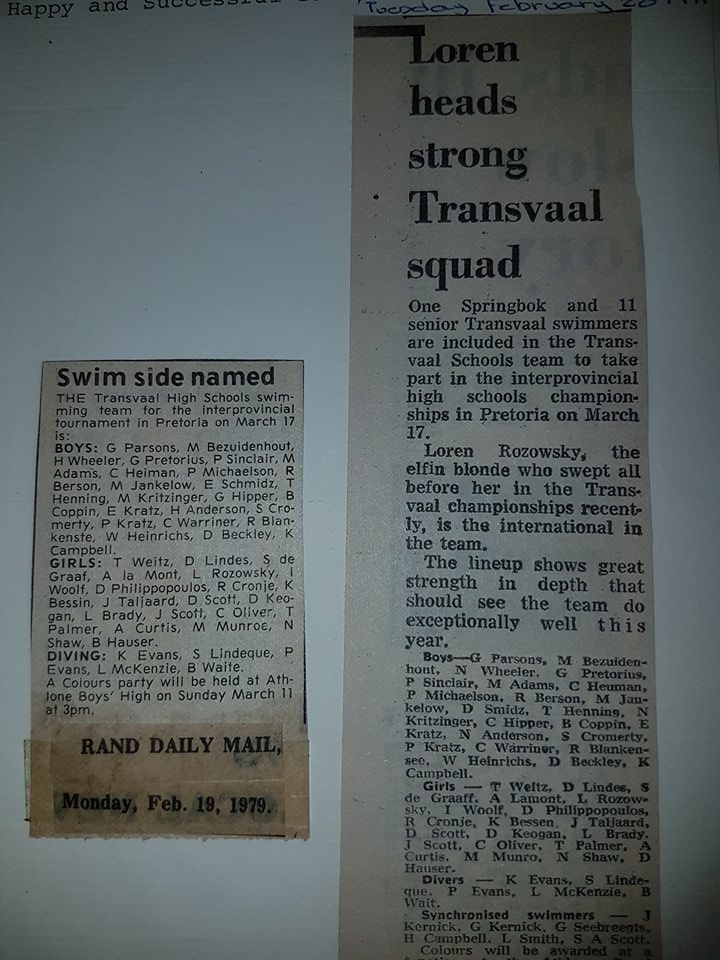 Happy and Successful
Tuesday February 20
Swim side named
THE Transvaal High Schools swim-
ming team for the interprovincial
tournament in Pretoria on March 17
is:
BOYS: G Parsons, M Bezuidenhout,
H Wheeler, G Pretorius, P Sinclair, M
Adams, C Heiman, P Michaelson, R
Berson, M Jankelow, E Schmidz, T
Henning, M Kritzinger, G Hipper, B
Coppin, E Kratz, H Anderson, S Cro-
merty, P Kratz, C Warriner, R Blan-
kenste, W Heinrichs, D Beckley, K
Campbell.
GIRLS: T Weitz, D Lindes, S de
Graaf, A la Mont, L Rozowsky, I
Woolf, D Philippopoulos, R Cronje, K
Bessin, J Taljaard, D Scott, D Keo-
gan, L Brady, J Scott, C Oliver, T
Palmer, A Curtis, M Munroe, N
Shaw, B Hauser.
DIVING: K Evans, S Lindeque, P
Evans, L McKenzie, B Waite.
A Colours party will be held at Ath-
lone Boys' High on Sunday March 11
at 3pm.
RAND DAILY MAIL,
Monday, Feb. 19, 1979.
Loren
heads
strong
Transvaal
squad
One Springbok and 11
senior Transvaal swimmers
are included in the Trans-
vaal Schools team to take
part in the interprovincial
high schools champion-
ships in Pretoria on March
17.
Loren Rozowsky, the
elfin blonde who swept all
before her in the Trans-
vaal championships recent-
ly, is the international in
the team.
The lineup shows great
strength in depth that
should see the team do
exceptionally well this
year.
Boys—G Parsons, M Bezuiden-
hout, N Wheeler, G Pretorius,
P Sinclair, M Adams, C Heuman,
P Michaelson, R Berson, M Jan-
kelow, D Smidz, T Henning, N
Kritzinger, C Hipper, B Coppin, E
Kratz, N Anderson, S Cromerty,
P Kratz, C Warriner, R Blanken-
see, W Heinrichs, D Beckley, K
Campbell.
Girls — T Weitz, D Lindes, S
de Graaff, A Lamont, L Rozow-
sky, I Woolf, D Philippopoulos,
R Cronje, K Bessen, J Taljaard,
D Scott, D Keogan, L Brady,
J Scott, C Oliver, T Palmer, A
Curtis, M Munro, N Shaw, D
Hauser.
Divers — K Evans, S Linde-
que, P Evans, L McKenzie, B
Wait.
Synchronised swimmers — J
Kernick, G Kernick, G Seebreegts,
H Campbell, L Smith, S A Scott.
Colours will be awarded at a